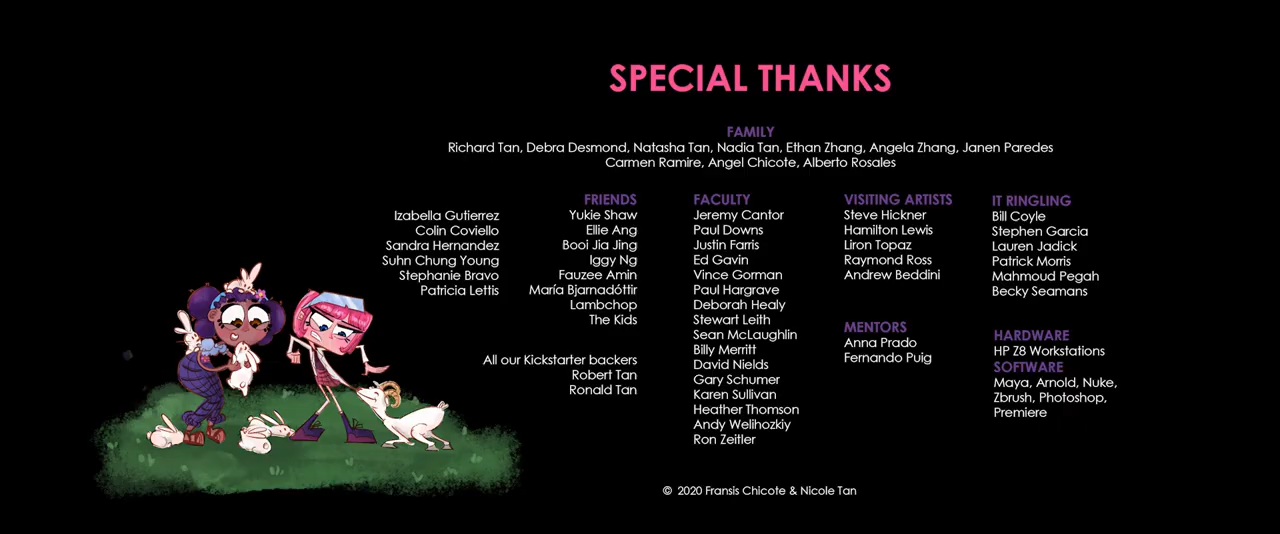 SPECIAL THANKS
FAMILY
Richard Tan, Debra Desmond, Natasha Tan, Nadia Tan, Ethan Zhang, Angela Zhang, Janen Paredes
Carmen Ramire, Angel Chicote, Alberto Rosales
Izabella Gutierrez
Colin Coviello
Sandra Hernandez
Suhn Chung Young
Stephanie Bravo
Patricia Lettis
FRIENDS
Yukie Shaw
Ellie Ang
Booi Jia Jing
Iggy Ng
Fauzee Amin
María Bjarnadóttir
Lambchop
The Kids
All our Kickstarter backers
Robert Tan
Ronald Tan
FACULTY
Jeremy Cantor
Paul Downs
Justin Farris
Ed Gavin
Vince Gorman
Paul Hargrave
Deborah Healy
Stewart Leith
Sean McLaughlin
Billy Merritt
David Nields
Gary Schumer
Karen Sullivan
Heather Thomson
Andy Welihozkiy
Ron Zeitler
VISITING ARTISTS
Steve Hickner
Hamilton Lewis
Liron Topaz
Raymond Ross
Andrew Beddini
MENTORS
Anna Prado
Fernando Puig
IT RINGLING
Bill Coyle
Stephen Garcia
Lauren Jadick
Patrick Morris
Mahmoud Pegah
Becky Seamans
HARDWARE
HP Z8 Workstations
SOFTWARE
Maya, Arnold, Nuke,
Zbrush, Photoshop,
Premiere
© 2020 Fransis Chicote & Nicole Tan